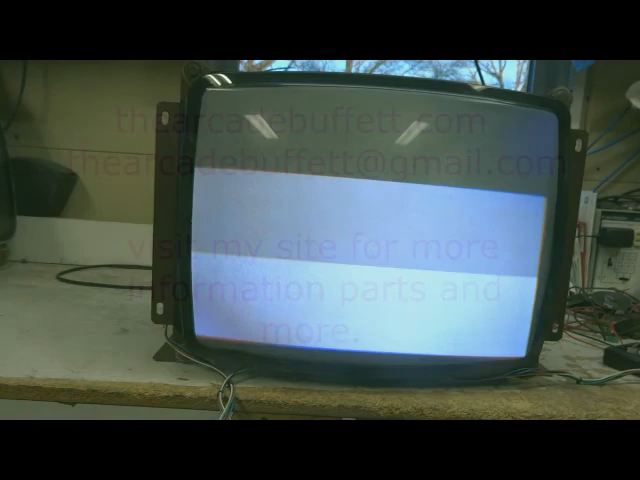 thearcadebuffett.com
thearcadebuffett@gmail.com
visit my site for more
information parts and
more.